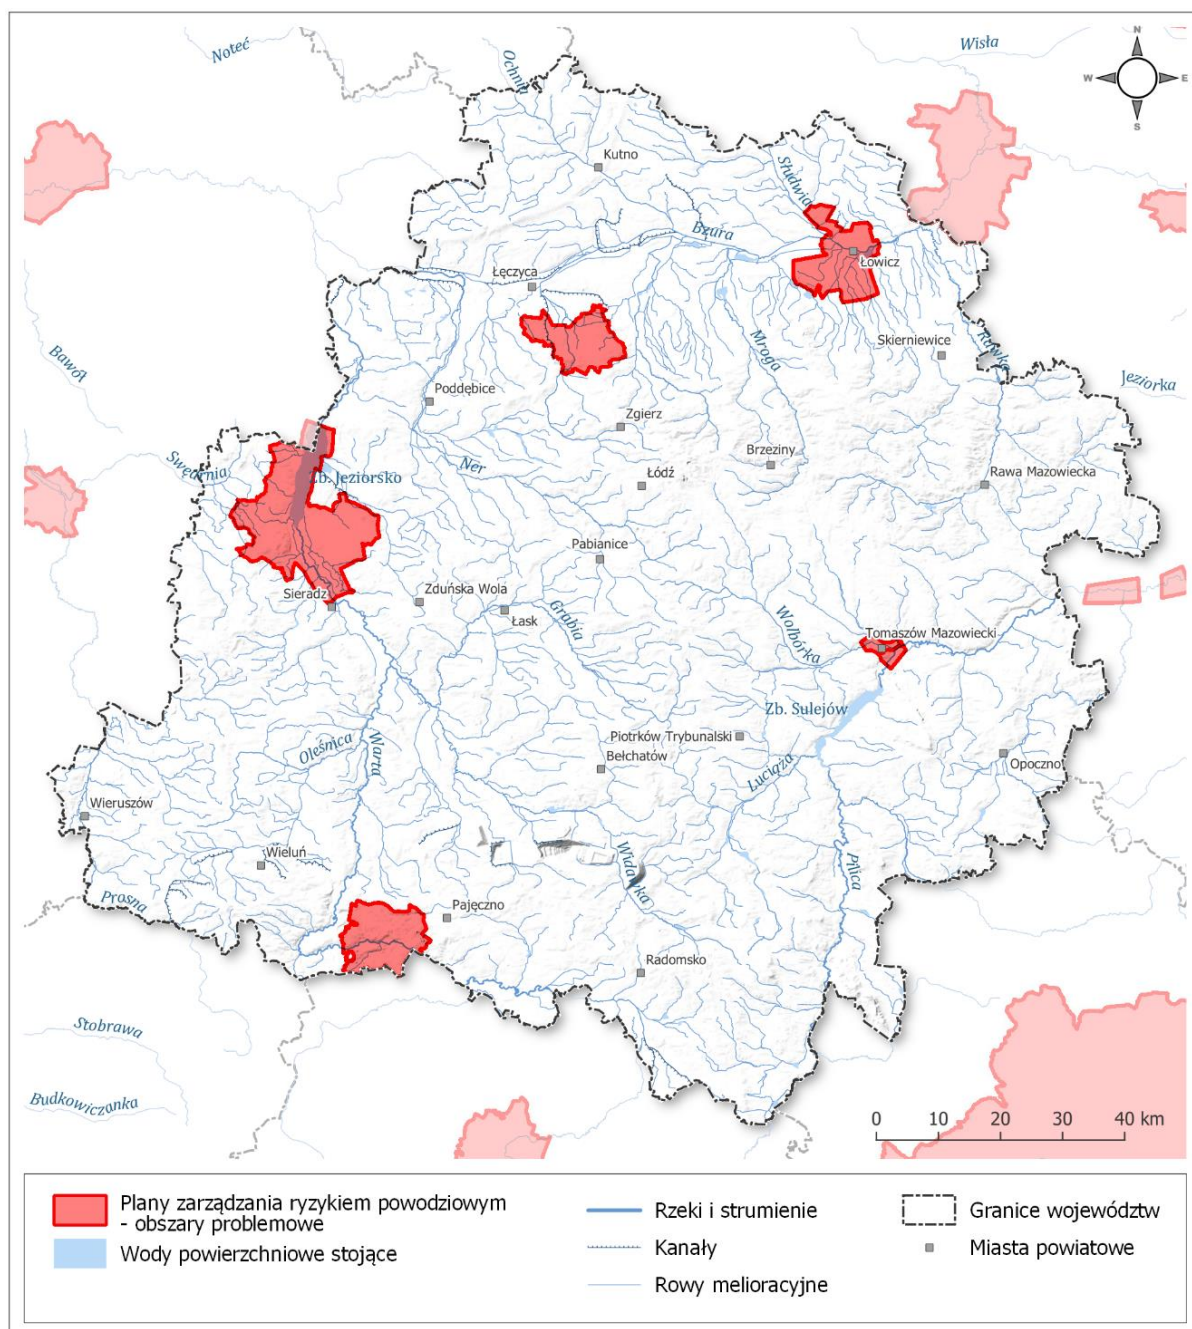 Noteć
Ochnia
Wisła
N
W
E
S
Kutno
Słudwia
Bzura
Łowicz
Łęczyca
Skierniewice
Rawka
Mroga
Bawół
Jeziorka
Poddębice
Zgierz
Swędrnia
Ner
Brzeziny
Zb. Jeziorsko
Łódź
Rawa Mazowiecka
Pabianice
Sieradz
Zduńska Wola
Łask
Grabia
Wolbórka
Tomaszów Mazowiecki
Zb. Sulejów
Oleśnica
Warta
Piotrków Trybunalski
Bełchatów
Luciąża
Opoczno
Wieruszów
Wieluń
Widawka
Pilica
Prosna
Pajęczno
Radomsko
Stobrawa
Budkowiczanka
0 10 20 30 40 km
Plany zarządzania ryzykiem powodziowym
- obszary problemowe
Wody powierzchniowe stojące
Rzeki i strumienie
Kanały
Rowy melioracyjne
Granice województw
Miasta powiatowe